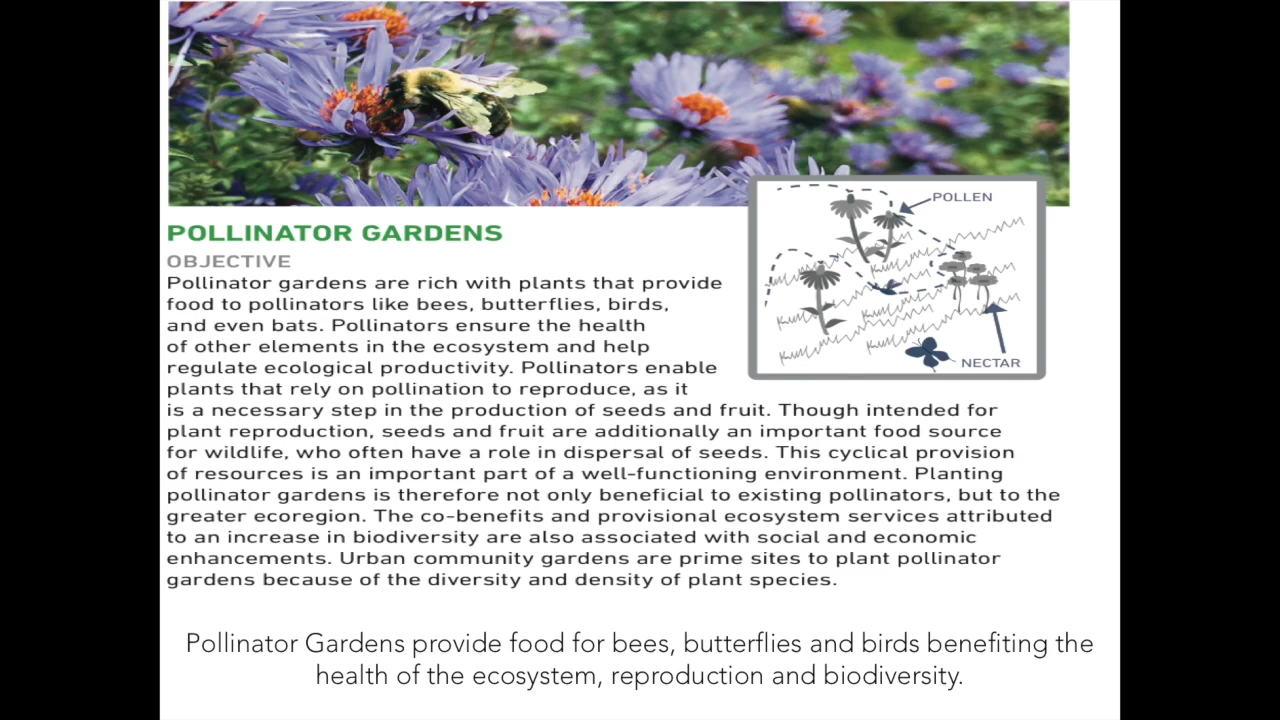 POLLEN
NECTAR
POLLINATOR GARDENS
OBJECTIVE
Pollinator gardens are rich with plants that provide
food to pollinators like bees, butterflies, birds,
and even bats. Pollinators ensure the health
of other elements in the ecosystem and help
regulate ecological productivity. Pollinators enable
plants that rely on pollination to reproduce, as it
is a necessary step in the production of seeds and fruit. Though intended for
plant reproduction, seeds and fruit are additionally an important food source
for wildlife, who often have a role in dispersal of seeds. This cyclical provision
of resources is an important part of a well-functioning environment. Planting
pollinator gardens is therefore not only beneficial to existing pollinators, but to the
greater ecoregion. The co-benefits and provisional ecosystem services attributed
to an increase in biodiversity are also associated with social and economic
enhancements. Urban community gardens are prime sites to plant pollinator
gardens because of the diversity and density of plant species.
Pollinator Gardens provide food for bees, butterflies and birds benefiting the
health of the ecosystem, reproduction and biodiversity.